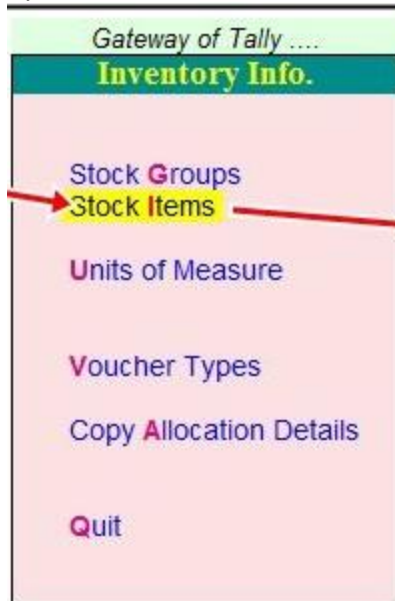 Gateway of Tally ....
Inventory Info.
Stock Groups
Stock Items
Units of Measure
Voucher Types
Copy Allocation Details
Quit